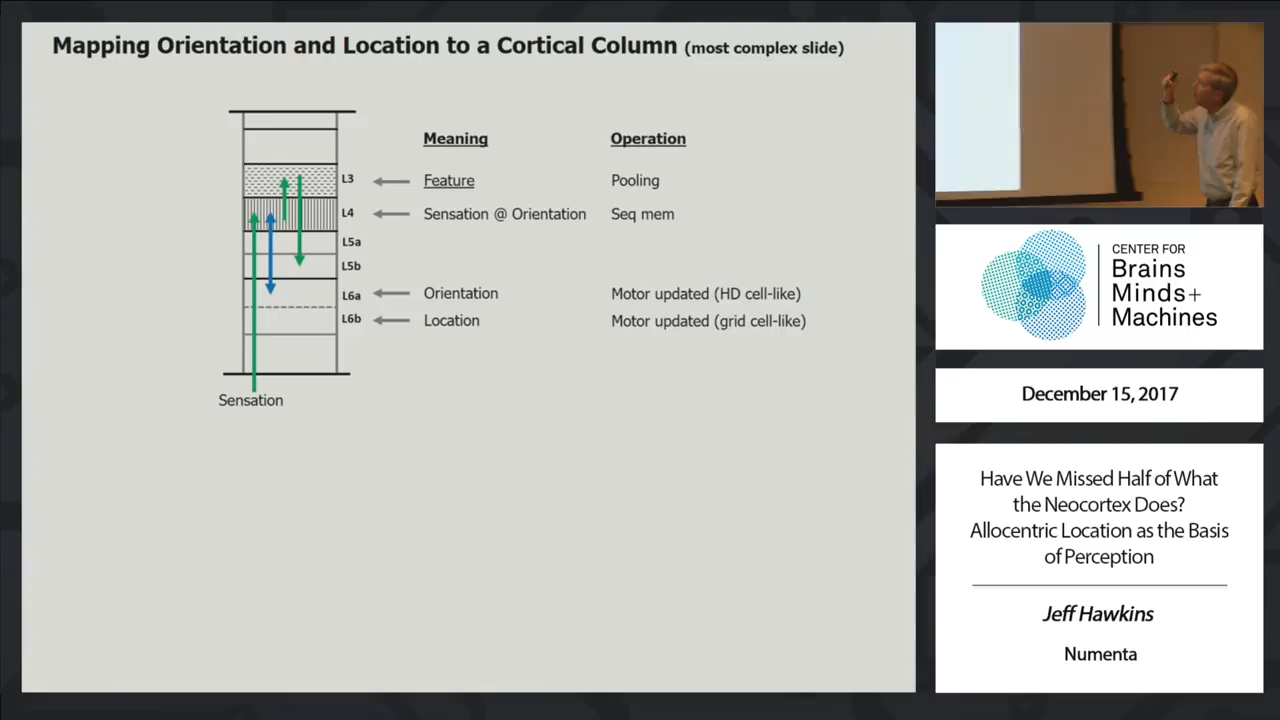 Mapping Orientation and Location to a Cortical Column (most complex slide)
Meaning Operation
L3 Feature Pooling
L4 Sensation @ Orientation Seq mem
L5a
L5b
L6a Orientation Motor updated (HD cell-like)
L6b Location Motor updated (grid cell-like)
Sensation
CENTER FOR
Brains
Minds+
Machines
December 15, 2017
Have We Missed Half of What
the Neocortex Does?
Allocentric Location as the Basis
of Perception
Jeff Hawkins
Numenta